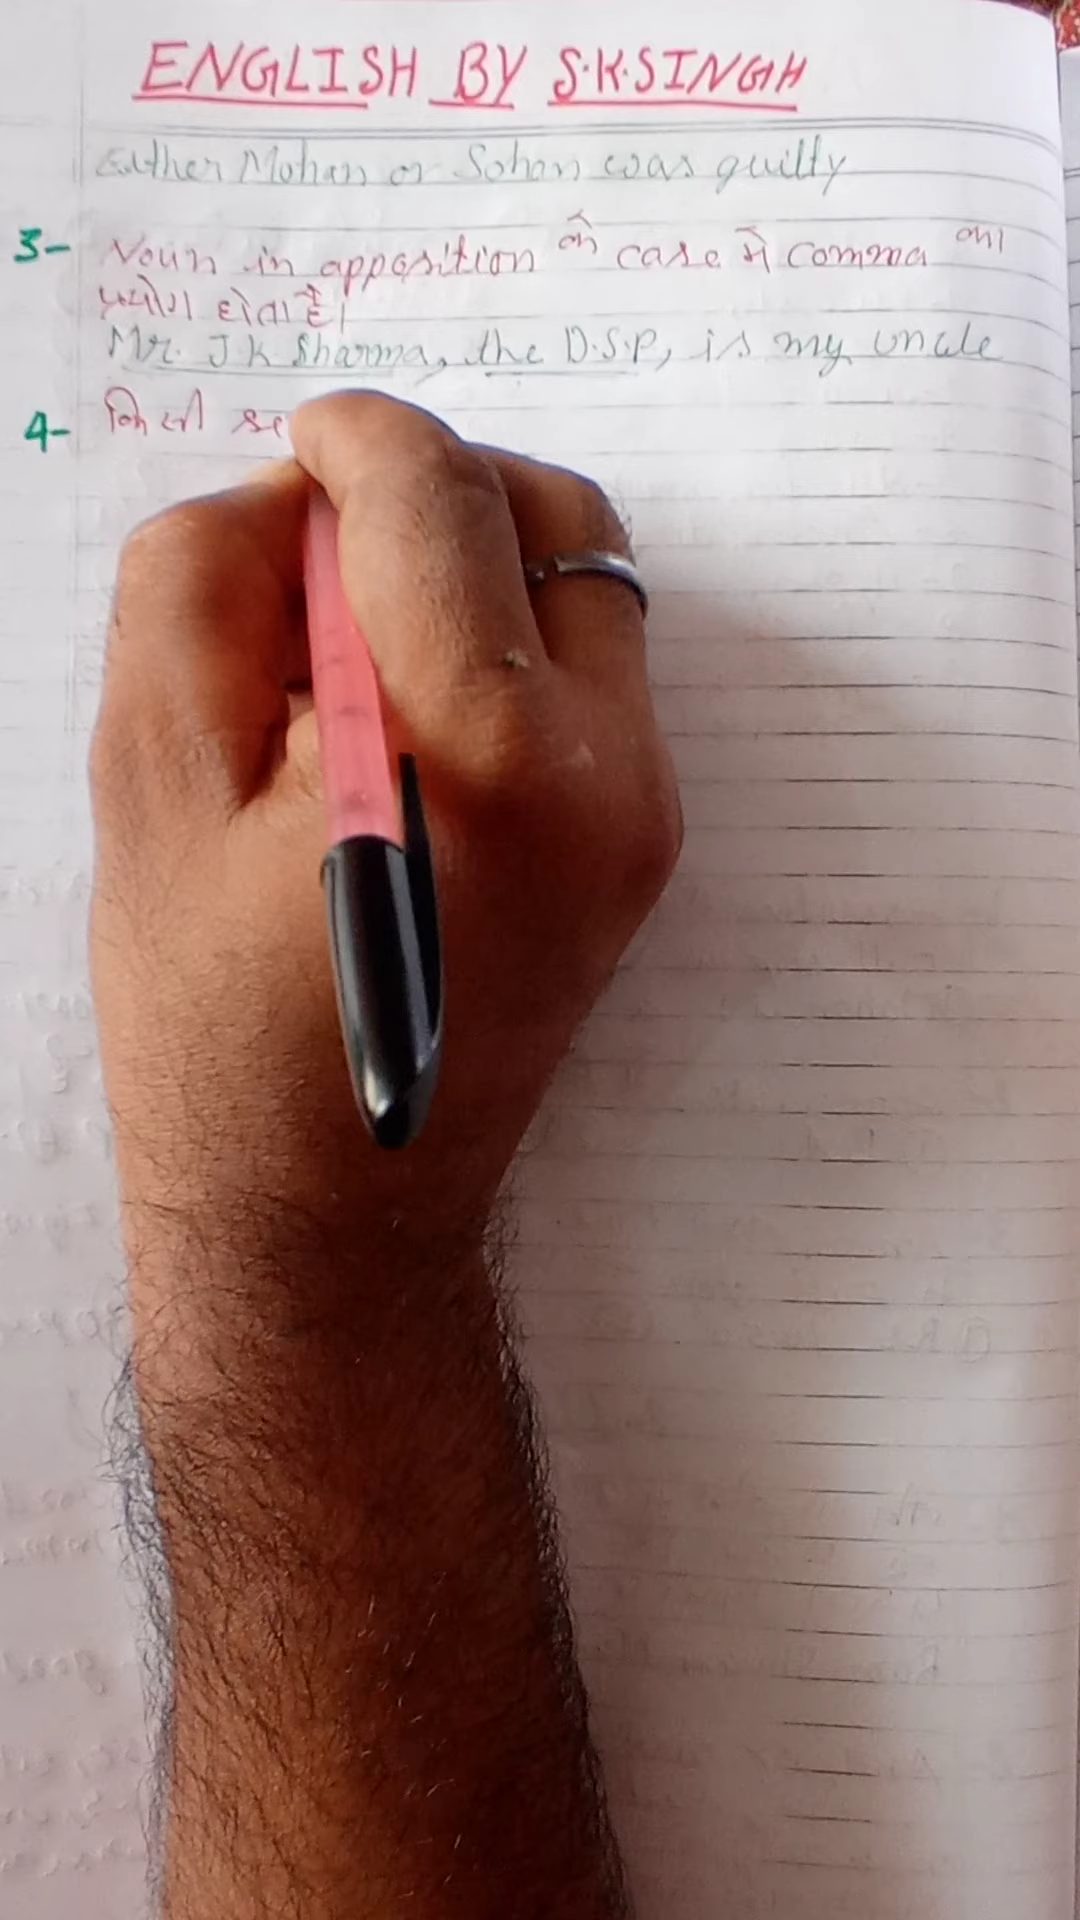 ENGLISH BY S.K.SINGH
Either Mohan or Sohan was guilty
3- Noun in apposition के case में comma का
प्रयोग होता है।
Mr. J K Sharma, the D.S.P, is my uncle
4- किसी